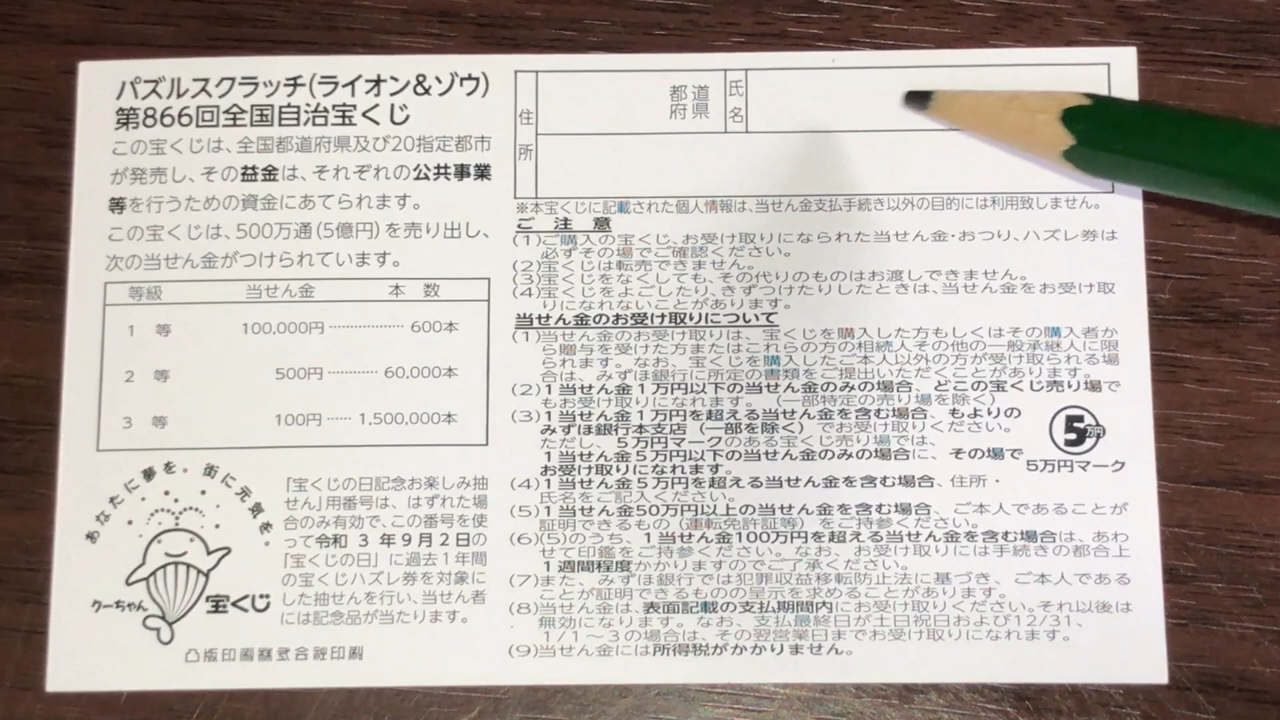 パズルスクラッチ(ライオン&ゾウ)
第866回全国自治宝くじ
この宝くじは、全国都道府県及び20指定都市
が発売し、その益金は、それぞれの公共事業
等を行うための資金にあてられます。
この宝くじは、500万通(5億円)を売り出し、
次の当せん金がつけられています。
等級 当せん金 本 数
1 等 100,000円 ················· 600本
2 等 500円 ··········· 60,000本
3 等 100円 ······ 1,500,000本
あなたに夢を。街に元気を。
クーちゃん 宝くじ
「宝くじの日記念お楽しみ抽
せん」用番号は、はずれた場
合のみ有効で、この番号を使
って令和 3 年9月2日の
「宝くじの日」に過去1年間
の宝くじハズレ券を対象に
した抽せんを行い、当せん者
には記念品が当たります。
凸版印刷株式会社印刷
住所 都道府県 氏名
※本宝くじに記載された個人情報は、当せん金支払手続き以外の目的には利用致しません。
ご 注 意
(1)ご購入の宝くじ、お受け取りになられた当せん金・おつり、ハズレ券は
必ずその場でご確認ください。
(2)宝くじは転売できません。
(3)宝くじをなくしても、その代りのものはお渡しできません。
(4)宝くじをよごしたり、きずつけたりしたときは、当せん金をお受け取
りになれないことがあります。
当せん金のお受け取りについて
(1)当せん金のお受け取りは、宝くじを購入した方もしくはその購入者か
ら贈与を受けた方またはこれらの方の相続人その他の一般承継人に限
られます。なお、宝くじを購入したご本人以外の方が受け取られる場
合は、みずほ銀行に所定の書類をご提出いただくことがあります。
(2)1当せん金1万円以下の当せん金のみの場合、どこの宝くじ売り場で
もお受け取りになれます。(一部特定の売り場を除く)
(3)1当せん金1万円を超える当せん金を含む場合、もよりの
みずほ銀行本支店(一部を除く)でお受け取りください。
ただし、5万円マークのある宝くじ売り場では、
1当せん金5万円以下の当せん金のみの場合に、その場で
お受け取りになれます。
5万円
5万円マーク
(4)1当せん金5万円を超える当せん金を含む場合、住所・
氏名をご記入ください。
(5)1当せん金50万円以上の当せん金を含む場合、ご本人であることが
証明できるもの(運転免許証等)をご持参ください。
(6)(5)のうち、1当せん金100万円を超える当せん金を含む場合は、あわ
せて印鑑をご持参ください。なお、お受け取りには手続きの都合上
1週間程度かかりますのでご了承ください。
(7)また、みずほ銀行では犯罪収益移転防止法に基づき、ご本人である
ことが証明できるものの呈示を求めることがあります。
(8)当せん金は、表面記載の支払期間内にお受け取りください。それ以後は
無効になります。なお、支払最終日が土日祝日および12/31、
1/1～3の場合は、その翌営業日までお受け取りになれます。
(9)当せん金には所得税がかかりません。